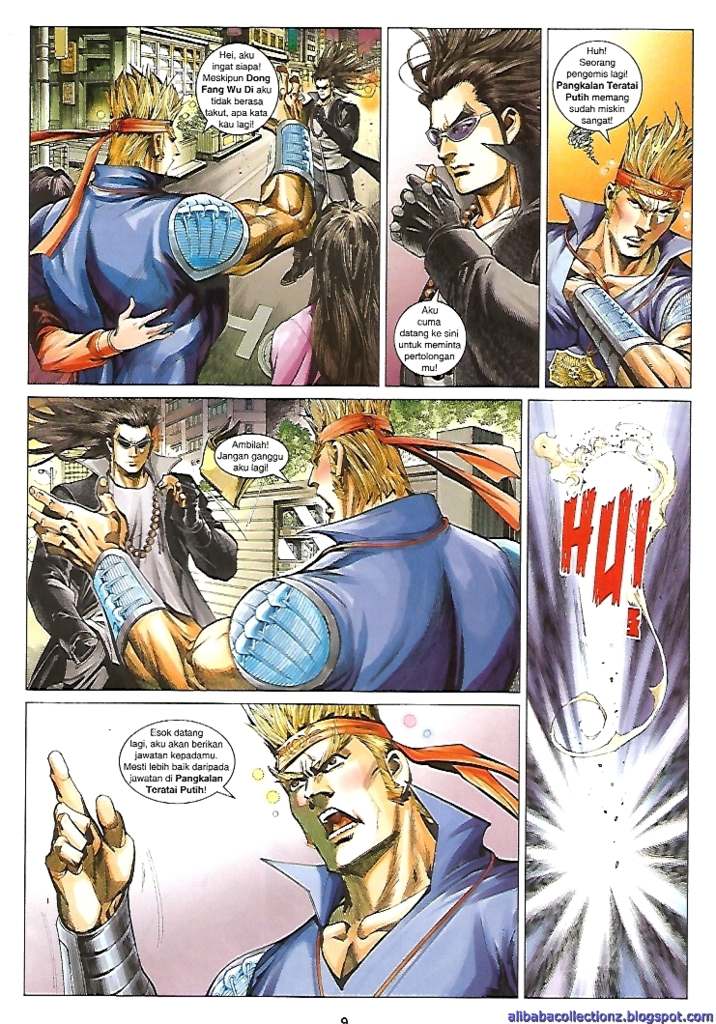 Hei, aku
ingat siapa!
Meskipun Dong
Fang Wu Di aku
tidak berasa
takut, apa kata
kau lagi!
Aku
cuma
datang ke sini
untuk meminta
pertolongan
mu!
Huh!
Seorang
pengemis lagi!
Pangkalan Teratai
Putih memang
sudah miskin
sangat!
Ambilah!
Jangan ganggu
aku lagi!
HUI
Esok datang
lagi, aku akan berikan
jawatan kepadamu.
Mesti lebih baik daripada
jawatan di Pangkalan
Teratai Putih!
9
alibabacollectionz.blogspot.com